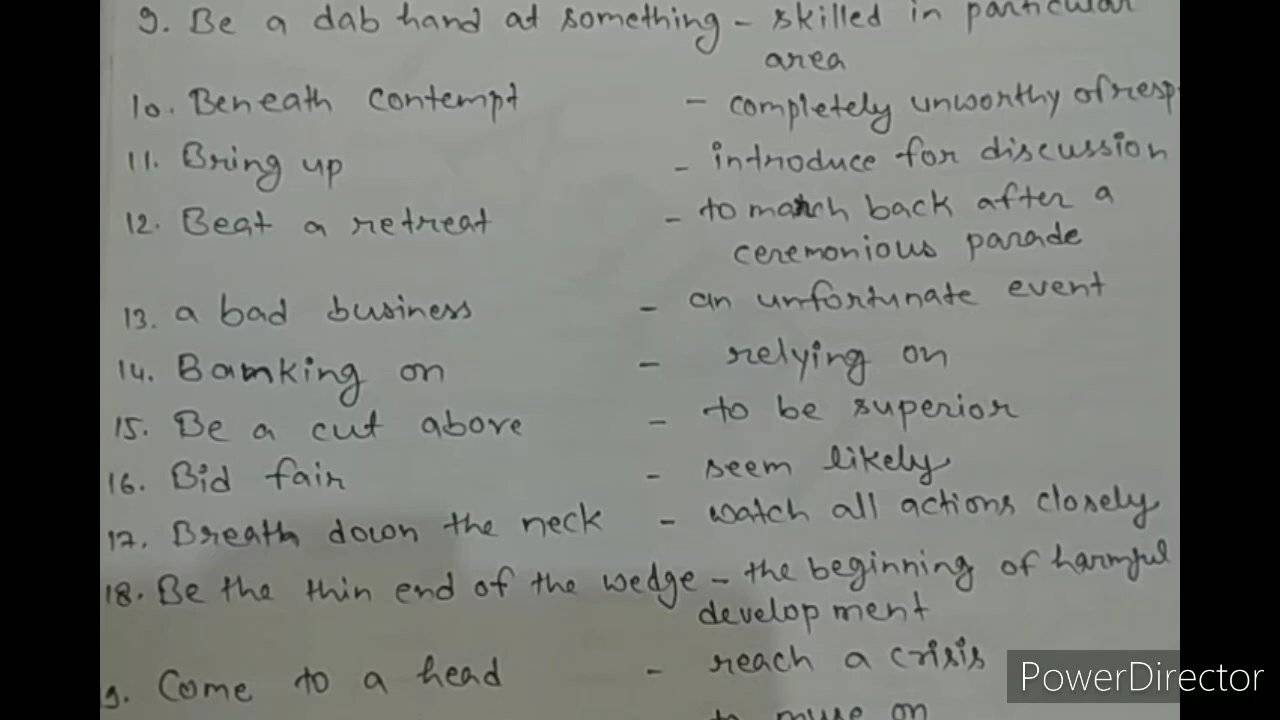 9. Be a dab hand at something - skilled in particular
area
10. Beneath contempt - completely unworthy of resp
11. Bring up - introduce for discussion
12. Beat a retreat - to march back after a
ceremonious parade
13. a bad business - an unfortunate event
14. Banking on - relying on
15. Be a cut above - to be superior
16. Bid fair - seem likely
17. Breath down the neck - watch all actions closely
18. Be the thin end of the wedge - the beginning of harmful
development
9. Come to a head - reach a crisis
to muse on
PowerDirector